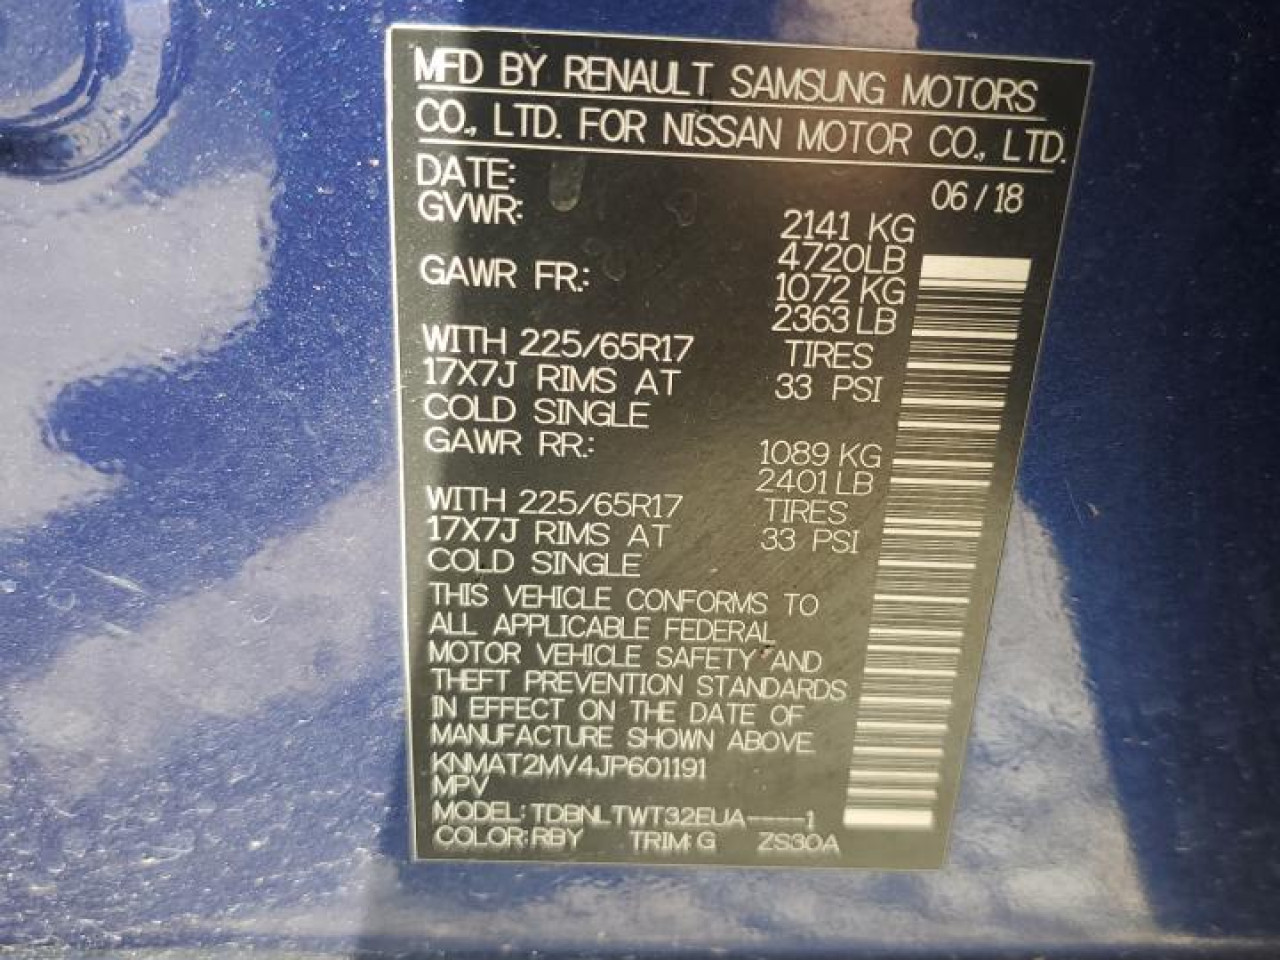 MFD BY RENAULT SAMSUNG MOTORS
CO., LTD. FOR NISSAN MOTOR CO., LTD.
DATE: 06 / 18
GVWR: 2141 KG
4720LB
GAWR FR.: 1072 KG
2363 LB
WITH 225/65R17 TIRES
17X7J RIMS AT 33 PSI
COLD SINGLE
GAWR RR.: 1089 KG
2401 LB
WITH 225/65R17 TIRES
17X7J RIMS AT 33 PSI
COLD SINGLE
THIS VEHICLE CONFORMS TO
ALL APPLICABLE FEDERAL
MOTOR VEHICLE SAFETY AND
THEFT PREVENTION STANDARDS
IN EFFECT ON THE DATE OF
MANUFACTURE SHOWN ABOVE.
KNMAT2MV4JP601191
MPV
MODEL: TDBNLTWT32EUA----1
COLOR:RBY TRIM:G ZS30A